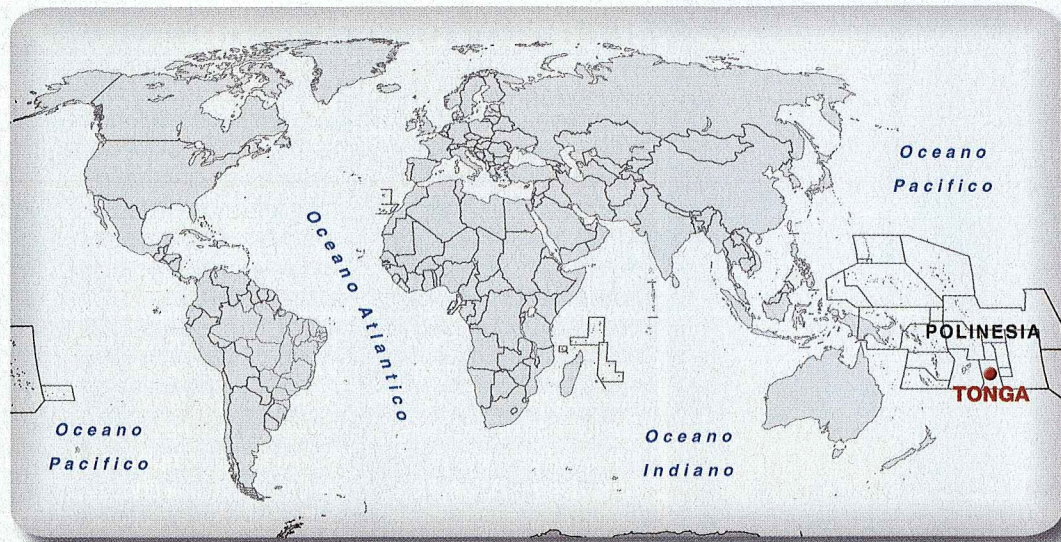 Oceano
Pacifico
Oceano Atlantico
POLINESIA
TONGA
Oceano
Pacifico
Oceano
Indiano